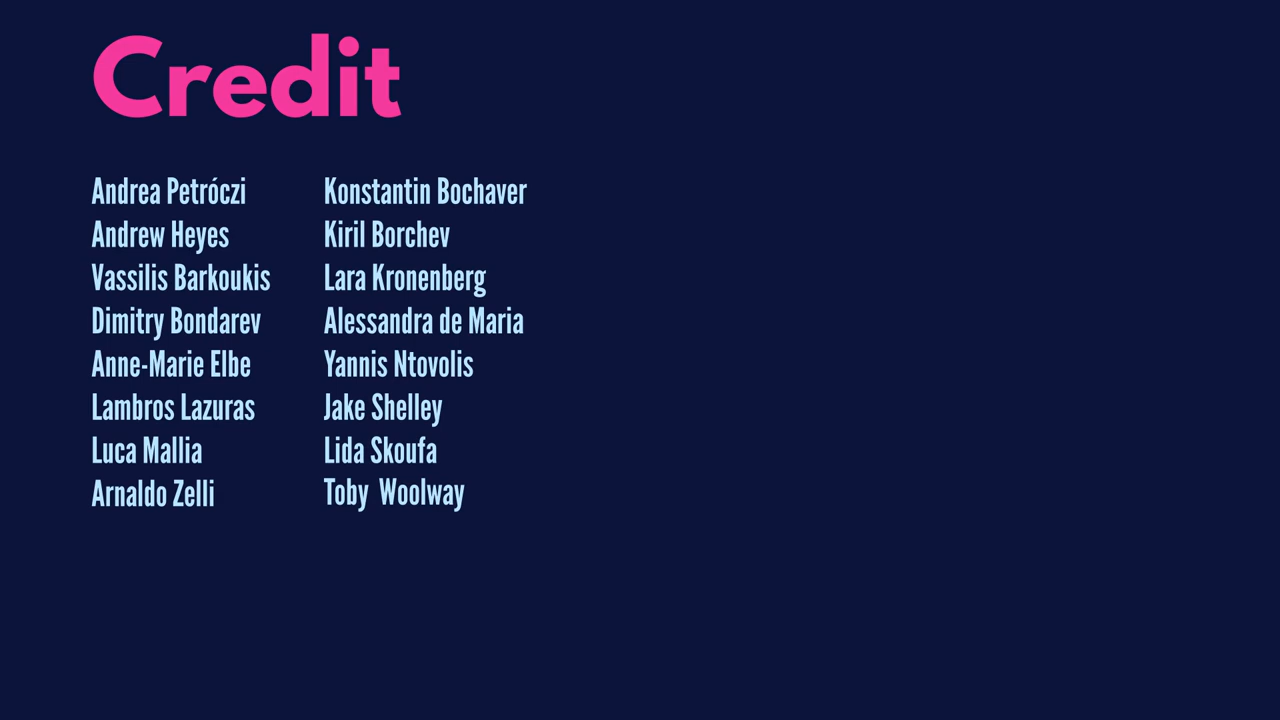 Credit
Andrea Petróczi
Andrew Heyes
Vassilis Barkoukis
Dimitry Bondarev
Anne-Marie Elbe
Lambros Lazuras
Luca Mallia
Arnaldo Zelli
Konstantin Bochaver
Kiril Borchev
Lara Kronenberg
Alessandra de Maria
Yannis Ntovolis
Jake Shelley
Lida Skoufa
Toby Woolway